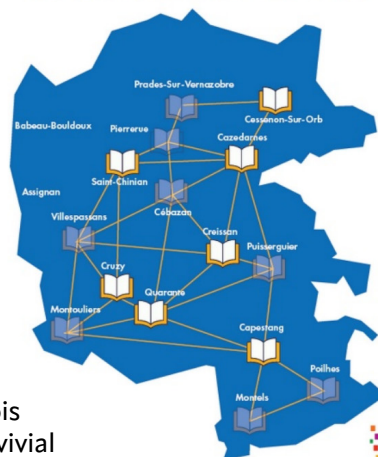 Prades-Sur-Vernazobre
Cessenon-Sur-Orb
Babeau-Bouldoux
Pierrerue
Cazedarnes
Saint-Chinian
Assignan
Cébazan
Villespassans
Creissan
Puisserguier
Cruzy
Quarante
Montouliers
Capestang
Poilhes
Montels
ois
vivial